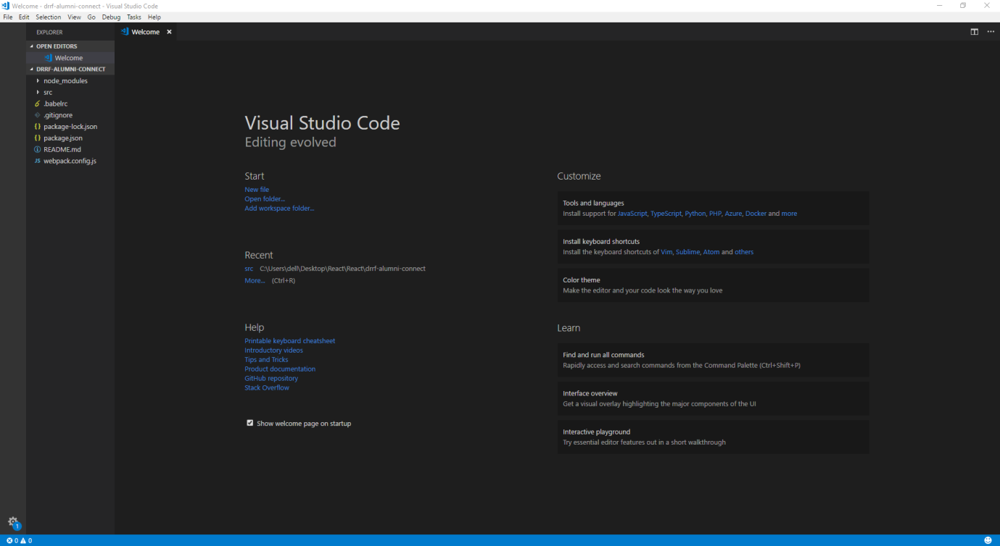 Welcome - drrf-alumni-connect - Visual Studio Code
File Edit Selection View Go Debug Tasks Help
EXPLORER
OPEN EDITORS
Welcome
DRRF-ALUMNI-CONNECT
node_modules
src
.babelrc
.gitignore
package-lock.json
package.json
README.md
JS webpack.config.js
Welcome
Visual Studio Code
Editing evolved
Start
New file
Open folder...
Add workspace folder...
Recent
src C:\Users\dell\Desktop\React\React\drrf-alumni-connect
More... (Ctrl+R)
Help
Printable keyboard cheatsheet
Introductory videos
Tips and Tricks
Product documentation
GitHub repository
Stack Overflow
Show welcome page on startup
Customize
Tools and languages
Install support for JavaScript, TypeScript, Python, PHP, Azure, Docker and more
Install keyboard shortcuts
Install the keyboard shortcuts of Vim, Sublime, Atom and others
Color theme
Make the editor and your code look the way you love
Learn
Find and run all commands
Rapidly access and search commands from the Command Palette (Ctrl+Shift+P)
Interface overview
Get a visual overlay highlighting the major components of the UI
Interactive playground
Try essential editor features out in a short walkthrough
1
0 0